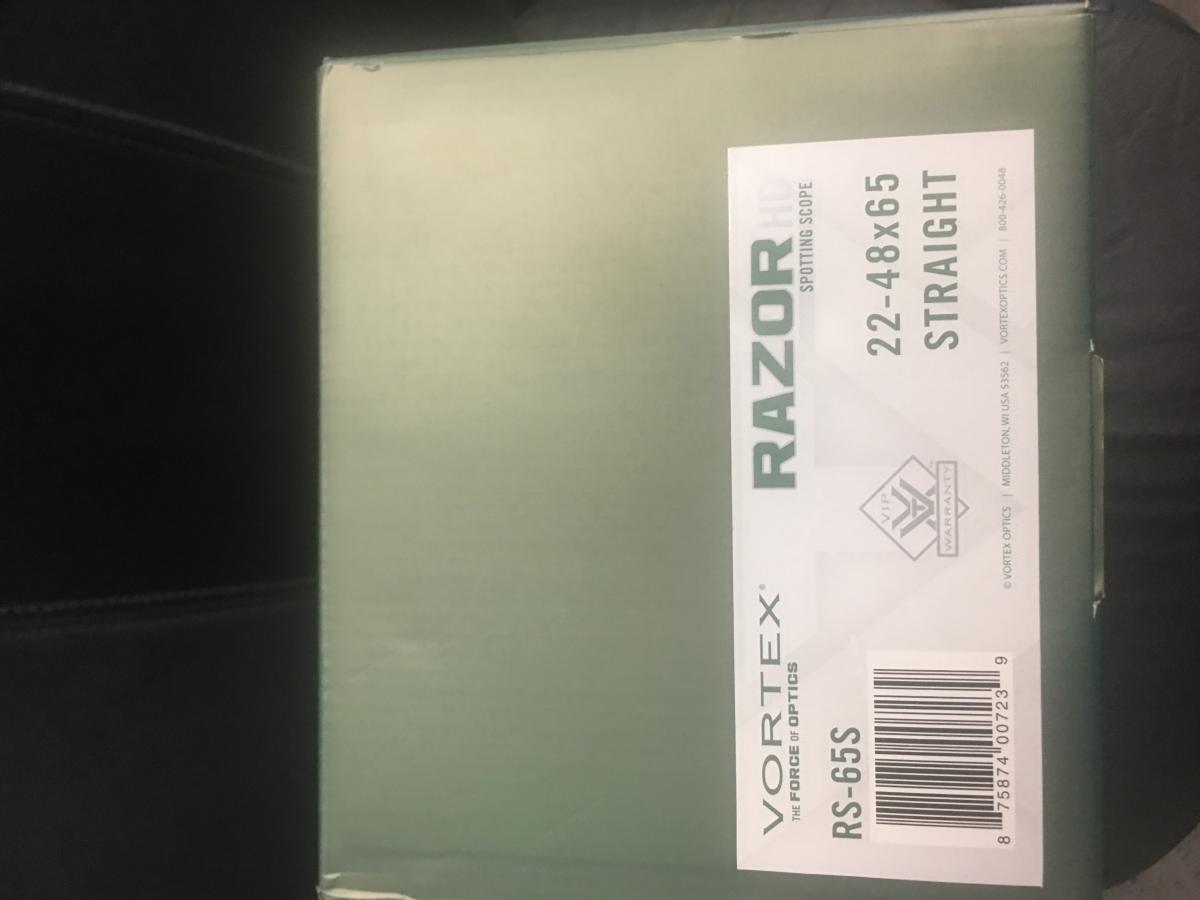 VORTEX®
THE FORCE OF OPTICS
RS-65S
8 75874 00723 9
RAZOR HD
SPOTTING SCOPE
VIP
WARRANTY™
22-48x65
STRAIGHT
© VORTEX OPTICS | MIDDLETON, WI USA 53562 | VORTEXOPTICS.COM | 800-426-0048